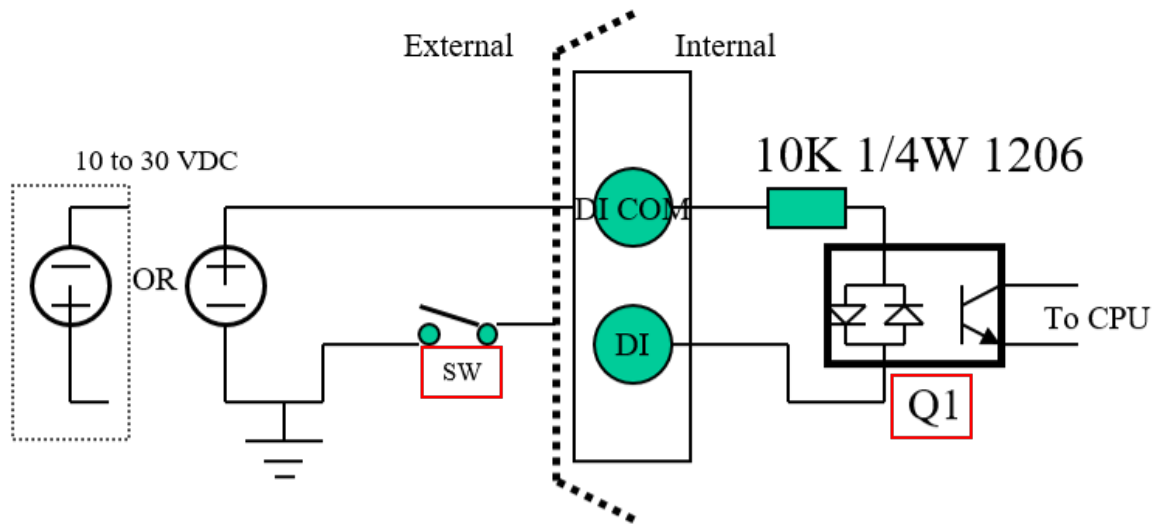 External
Internal
10 to 30 VDC
10K 1/4W 1206
DI COM
OR
To CPU
DI
SW
Q1